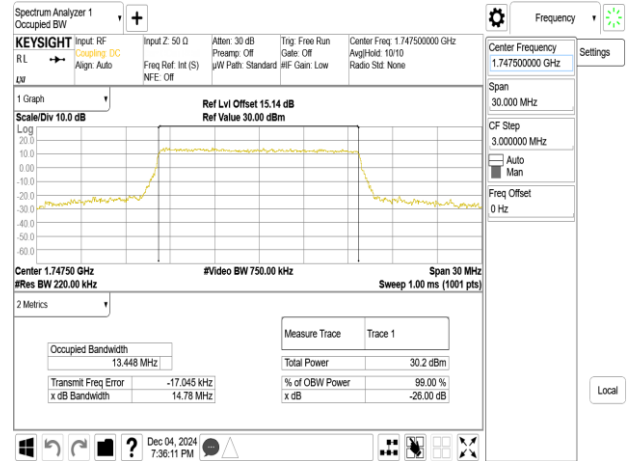 Spectrum Analyzer 1
Occupied BW
+
Frequency
KEYSIGHT
RL
LXI
Input: RF
Coupling: DC
Align: Auto
Input Z: 50 Ω
Freq Ref: Int (S)
NFE: Off
Atten: 30 dB
Preamp: Off
µW Path: Standard
Trig: Free Run
Gate: Off
#IF Gain: Low
Center Freq: 1.747500000 GHz
Avg|Hold: 10/10
Radio Std: None
Center Frequency
1.747500000 GHz
Settings
Span
30.000 MHz
CF Step
3.000000 MHz
Auto
Man
Freq Offset
0 Hz
Local
1 Graph
Scale/Div 10.0 dB
Ref Lvl Offset 15.14 dB
Ref Value 30.00 dBm
Log
20.0
10.0
0.00
-10.0
-20.0
-30.0
-40.0
-50.0
-60.0
Center 1.74750 GHz
#Video BW 750.00 kHz
Span 30 MHz
#Res BW 220.00 kHz
Sweep 1.00 ms (1001 pts)
2 Metrics
Measure Trace Trace 1
Occupied Bandwidth
13.448 MHz
Total Power 30.2 dBm
Transmit Freq Error -17.045 kHz
% of OBW Power 99.00 %
x dB Bandwidth 14.78 MHz
x dB -26.00 dB
?
Dec 04, 2024
7:36:11 PM